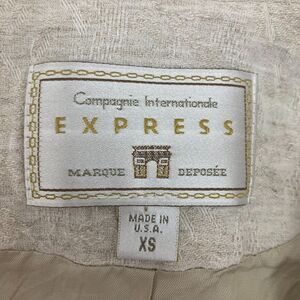 Compagnie Internationale
EXPRESS
MARQUE DEPOSÉE
MADE IN
U.S.A.
XS